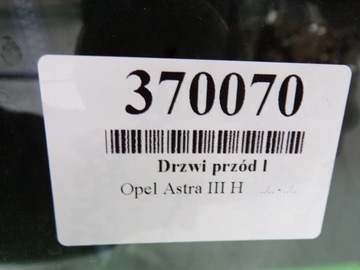 370070
Drzwi przód l
Opel Astra III H